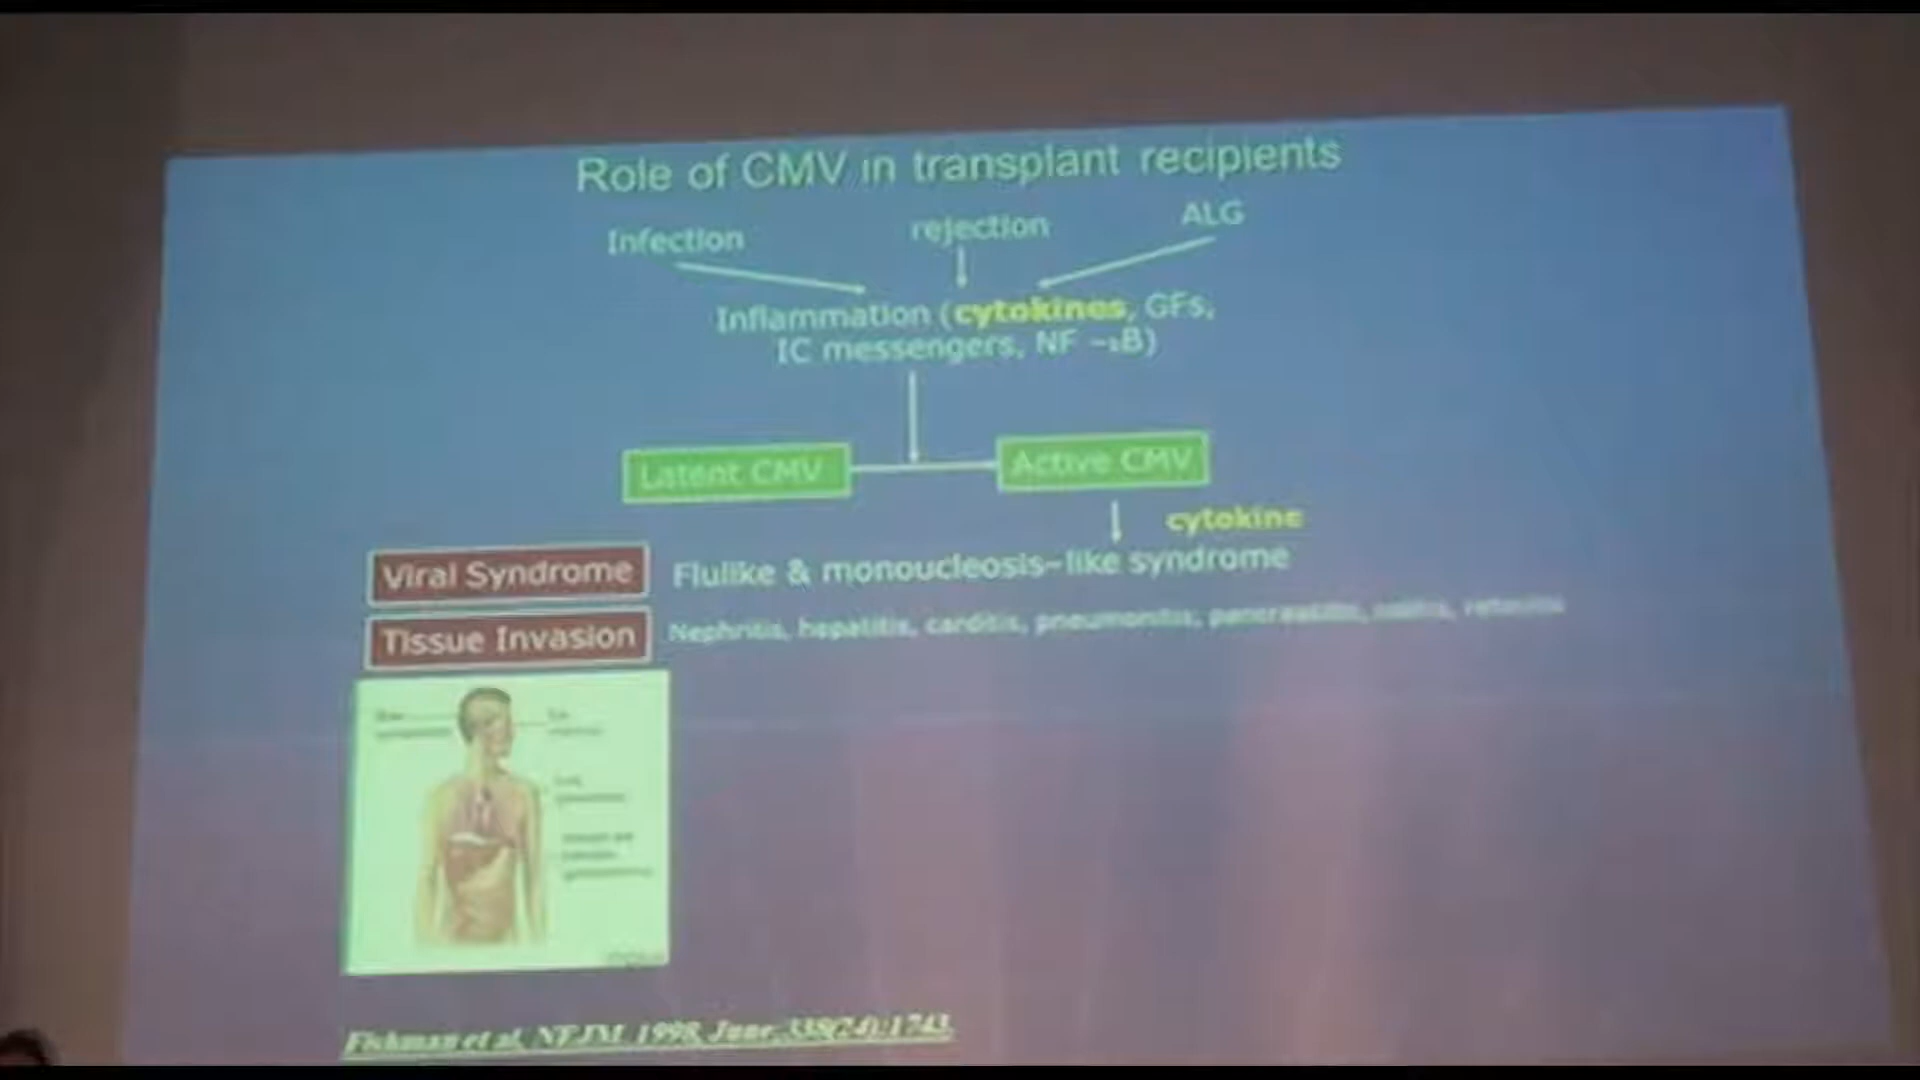 Role of CMV in transplant recipients
Infection rejection ALG
Inflammation (cytokines, GFs,
IC messengers, NF -κB)
Latent CMV Active CMV
cytokine
Viral Syndrome Flulike & monoucleosis-like syndrome
Tissue Invasion Nephritis, hepatitis, carditis, pneumonitis, pancreatitis, colitis, retinitis
Fishman et al, NEJM, 1998, June, 338(24):1743.